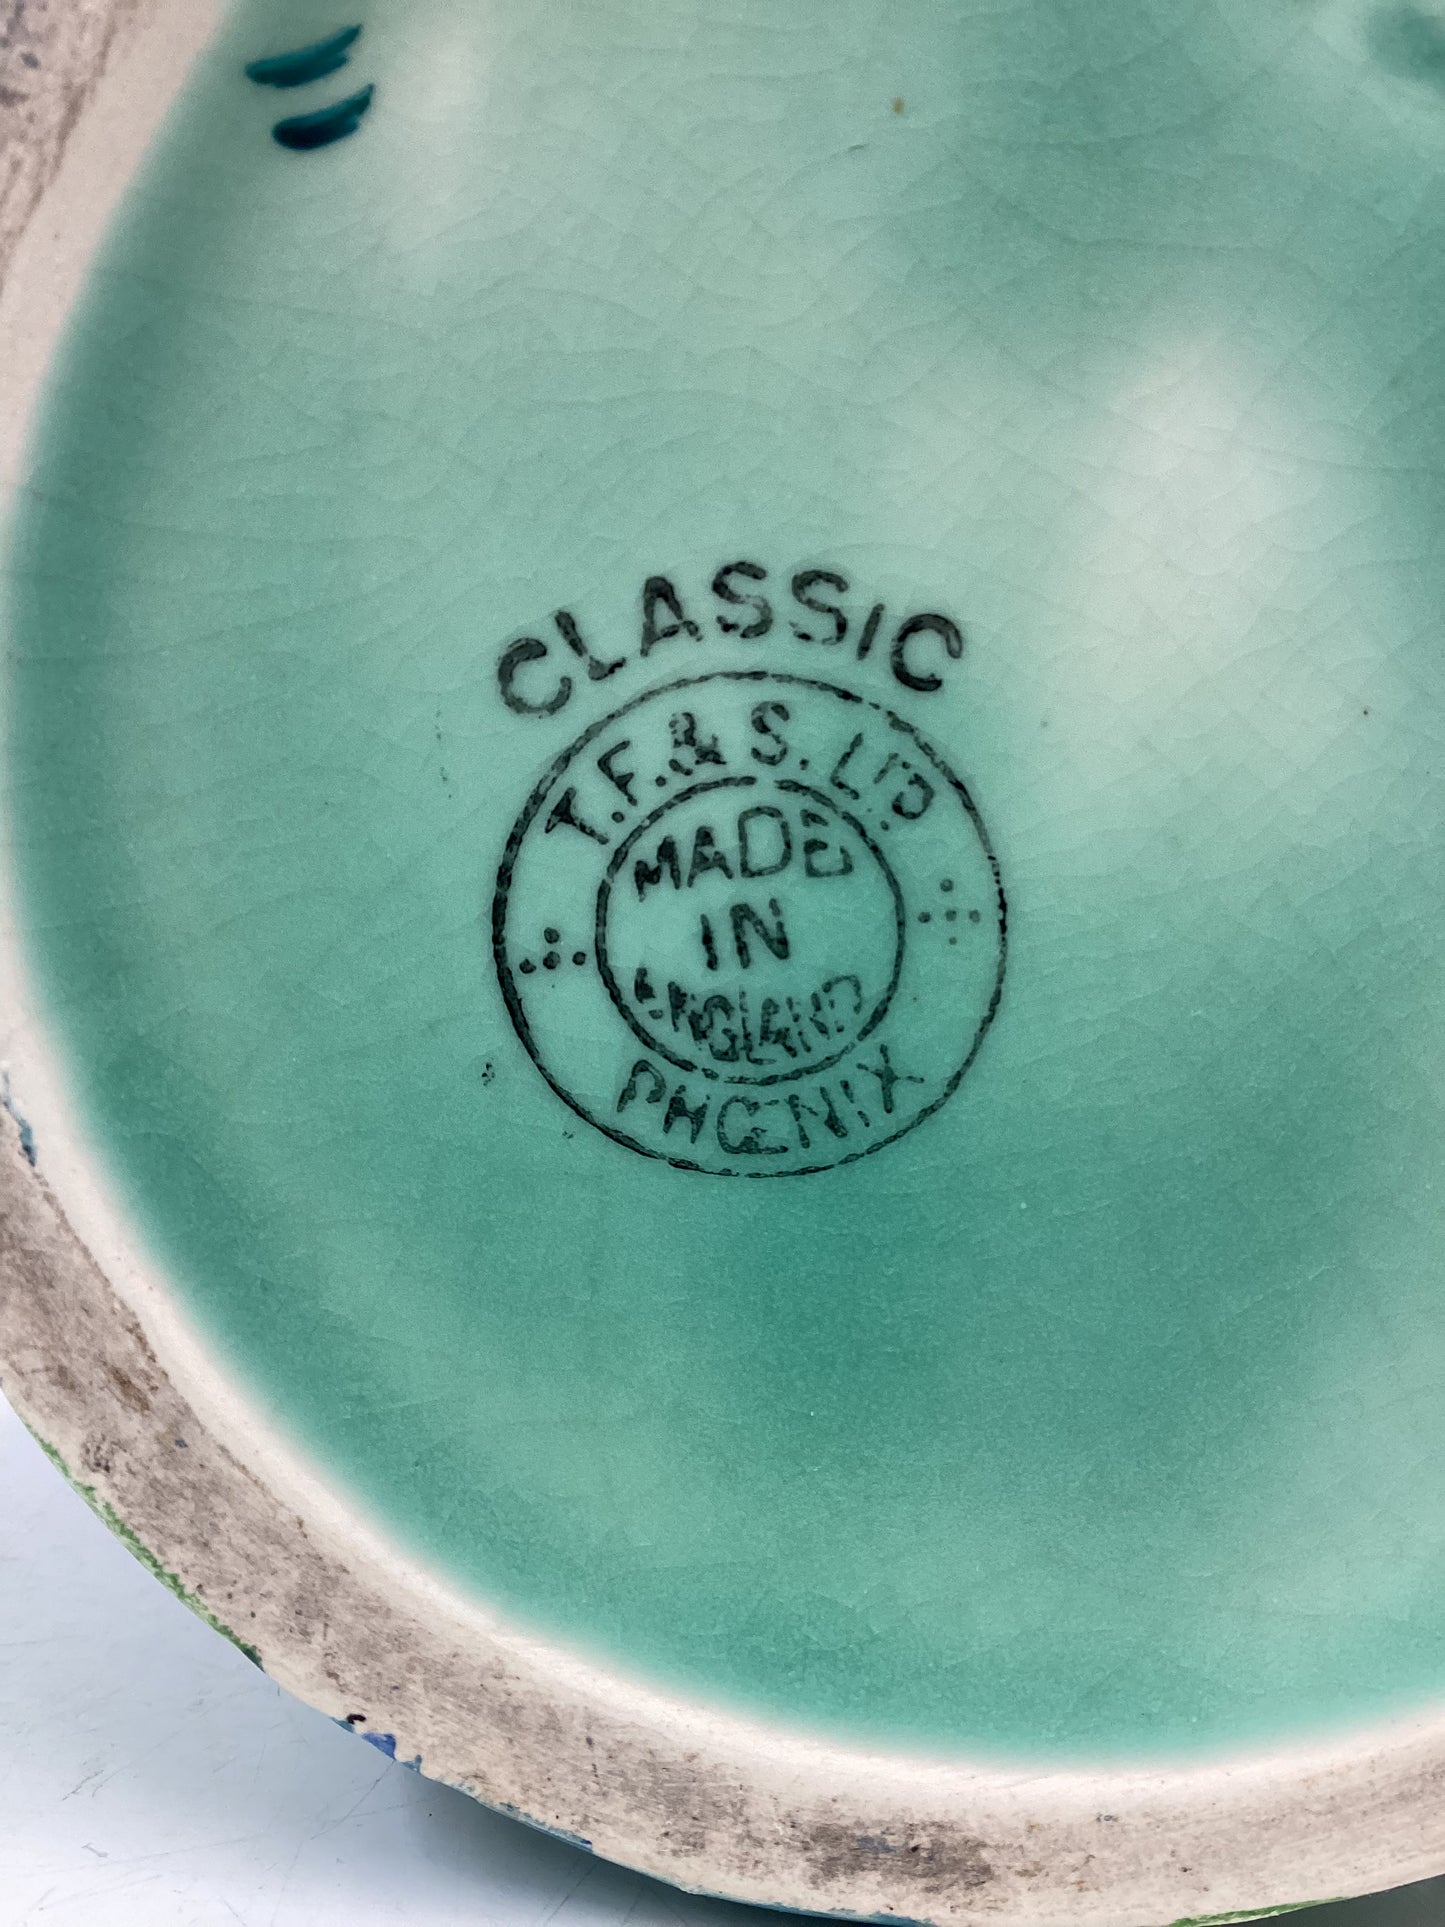 CLASSIC
T.F. & S. LTD
MADE
IN
ENGLAND
PHŒNIX